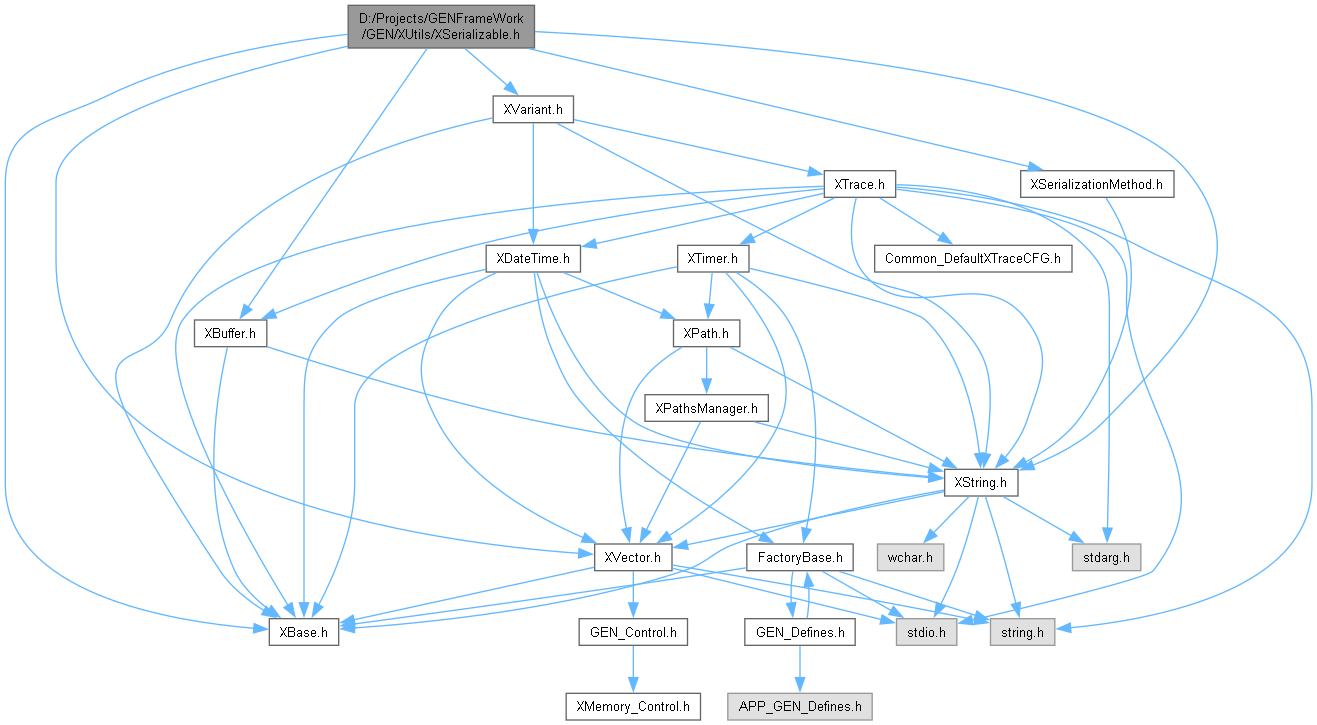 D:/Projects/GENFrameWork
/GEN/XUtils/XSerializable.h
XVariant.h
XTrace.h
XSerializationMethod.h
XDateTime.h
XTimer.h
Common_DefaultXTraceCFG.h
XBuffer.h
XPath.h
XPathsManager.h
XString.h
XVector.h
FactoryBase.h
wchar.h
stdarg.h
XBase.h
GEN_Control.h
GEN_Defines.h
stdio.h
string.h
XMemory_Control.h
APP_GEN_Defines.h